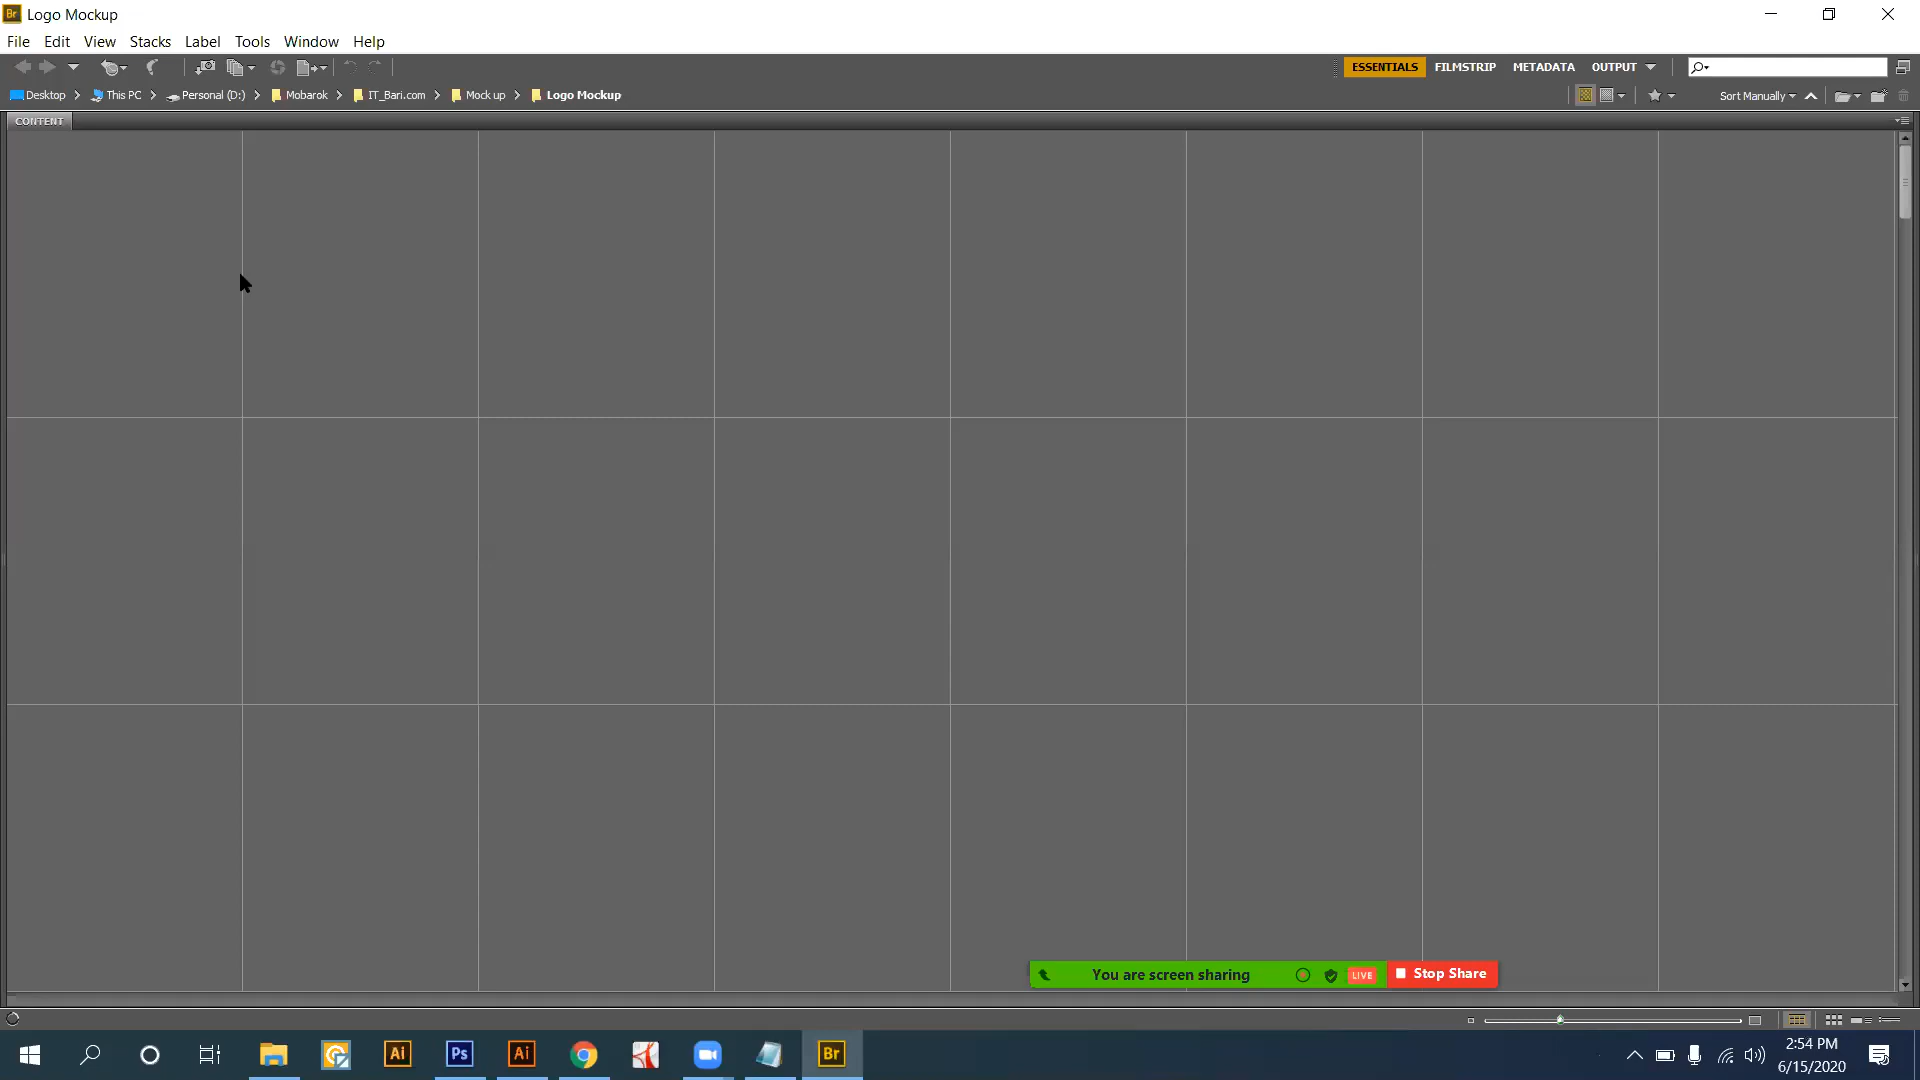 Br Logo Mockup
File Edit View Stacks Label Tools Window Help
ESSENTIALS FILMSTRIP METADATA OUTPUT
Desktop This PC Personal (D:) Mobarok IT_Bari.com Mock up Logo Mockup
Sort Manually
CONTENT
You are screen sharing LIVE Stop Share
Ai Ps Ai Br
2:54 PM
6/15/2020